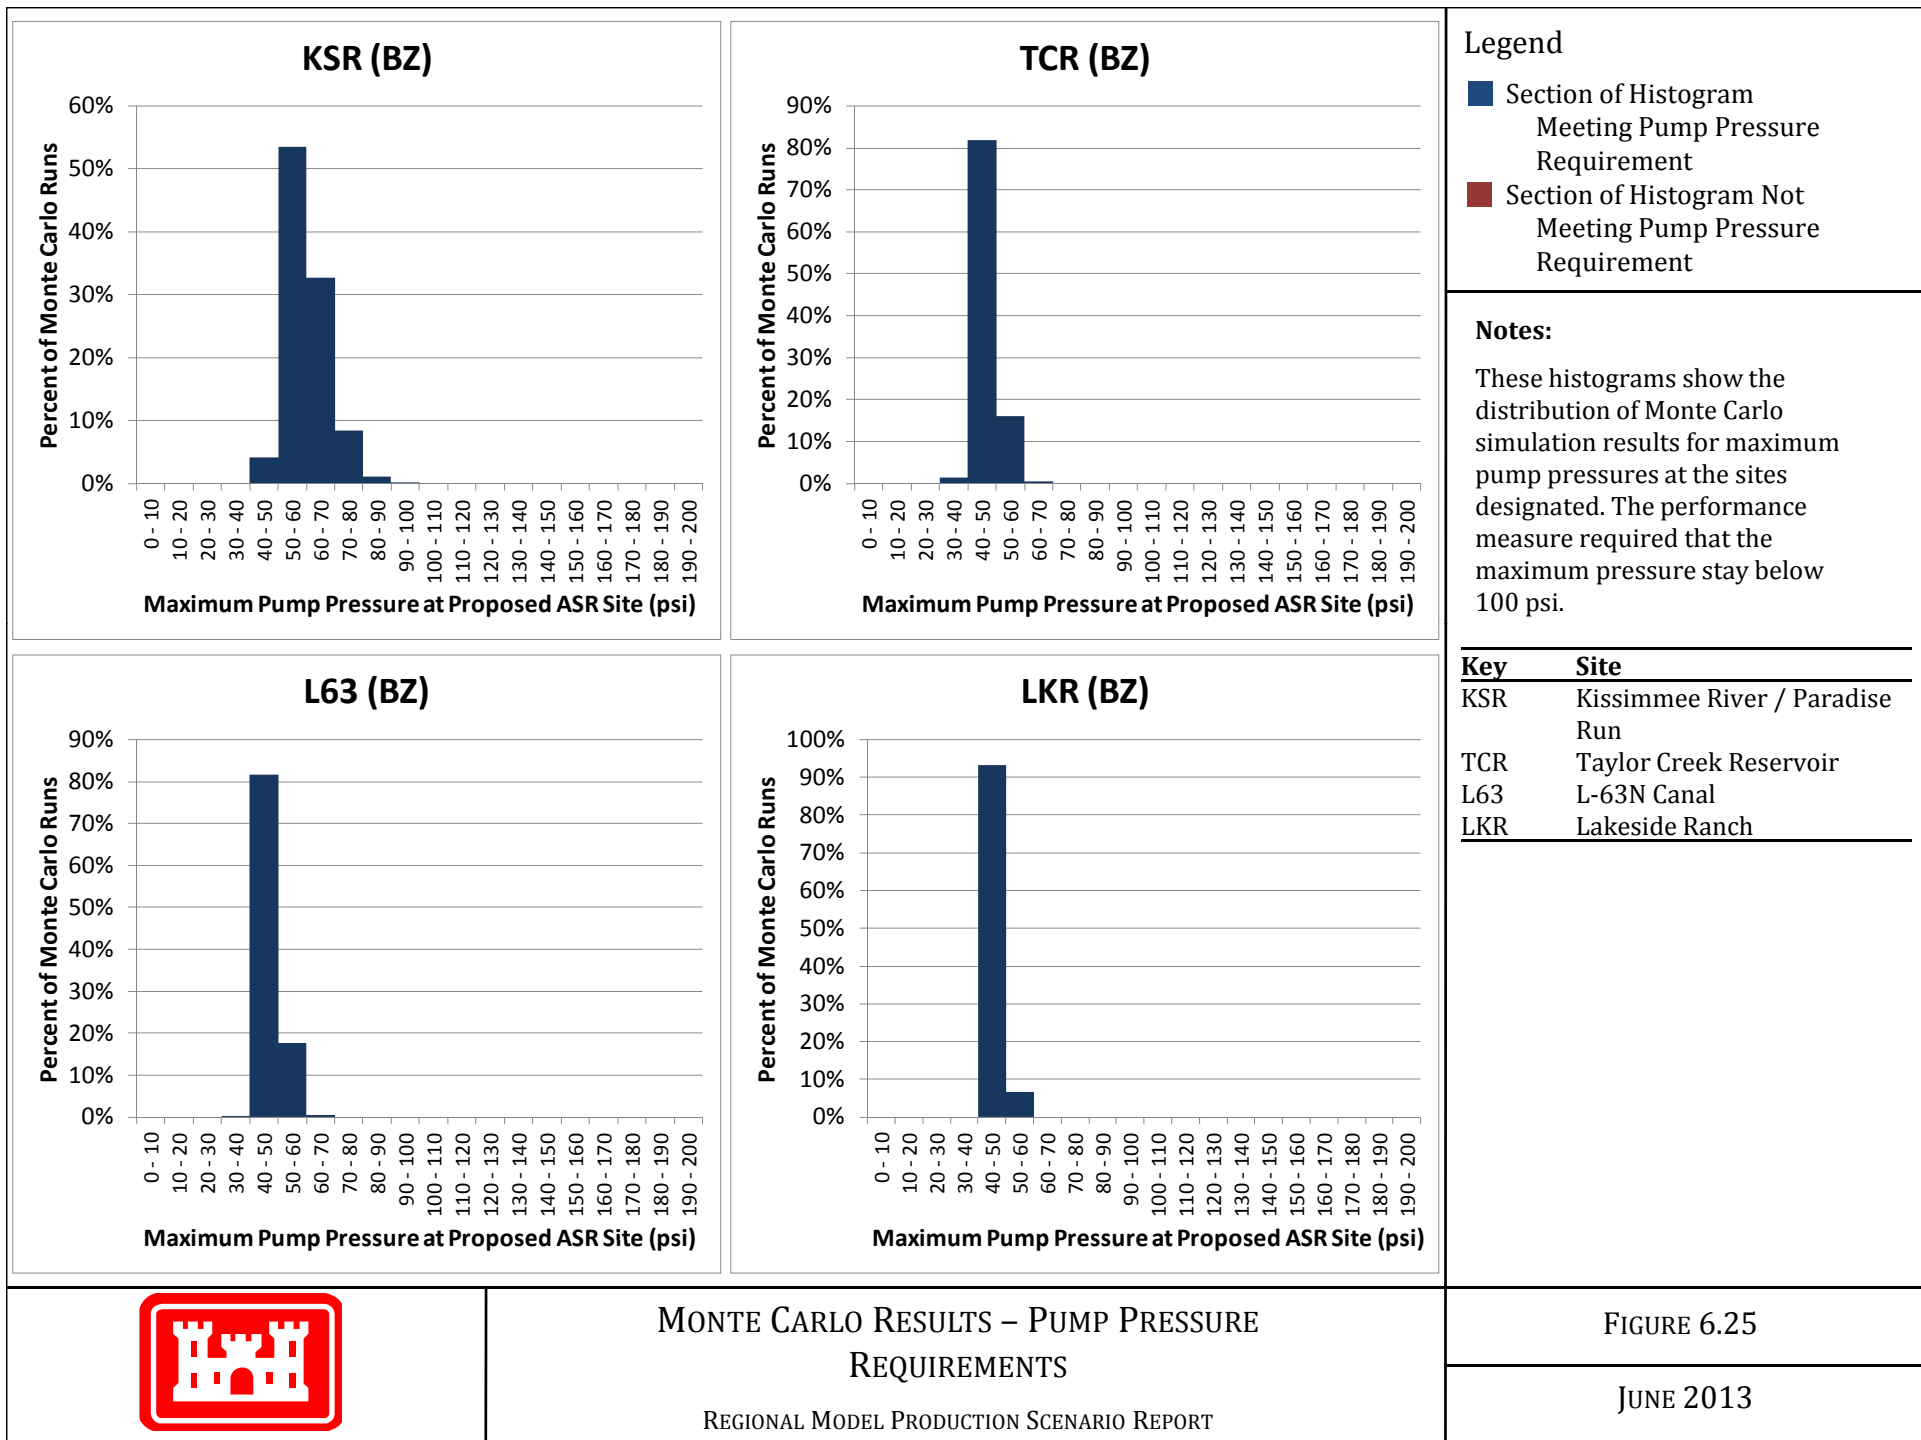 KSR (BZ)
60%
50%
40%
30%
20%
10%
0%
Percent of Monte Carlo Runs
0 - 10
10 - 20
20 - 30
30 - 40
40 - 50
50 - 60
60 - 70
70 - 80
80 - 90
90 - 100
100 - 110
110 - 120
120 - 130
130 - 140
140 - 150
150 - 160
160 - 170
170 - 180
180 - 190
190 - 200
Maximum Pump Pressure at Proposed ASR Site (psi)
TCR (BZ)
90%
80%
70%
60%
50%
40%
30%
20%
10%
0%
Percent of Monte Carlo Runs
0 - 10
10 - 20
20 - 30
30 - 40
40 - 50
50 - 60
60 - 70
70 - 80
80 - 90
90 - 100
100 - 110
110 - 120
120 - 130
130 - 140
140 - 150
150 - 160
160 - 170
170 - 180
180 - 190
190 - 200
Maximum Pump Pressure at Proposed ASR Site (psi)
L63 (BZ)
90%
80%
70%
60%
50%
40%
30%
20%
10%
0%
Percent of Monte Carlo Runs
0 - 10
10 - 20
20 - 30
30 - 40
40 - 50
50 - 60
60 - 70
70 - 80
80 - 90
90 - 100
100 - 110
110 - 120
120 - 130
130 - 140
140 - 150
150 - 160
160 - 170
170 - 180
180 - 190
190 - 200
Maximum Pump Pressure at Proposed ASR Site (psi)
LKR (BZ)
100%
90%
80%
70%
60%
50%
40%
30%
20%
10%
0%
Percent of Monte Carlo Runs
0 - 10
10 - 20
20 - 30
30 - 40
40 - 50
50 - 60
60 - 70
70 - 80
80 - 90
90 - 100
100 - 110
110 - 120
120 - 130
130 - 140
140 - 150
150 - 160
160 - 170
170 - 180
180 - 190
190 - 200
Maximum Pump Pressure at Proposed ASR Site (psi)
Legend
Section of Histogram
Meeting Pump Pressure
Requirement
Section of Histogram Not
Meeting Pump Pressure
Requirement
Notes:
These histograms show the
distribution of Monte Carlo
simulation results for maximum
pump pressures at the sites
designated. The performance
measure required that the
maximum pressure stay below
100 psi.
Key Site
KSR Kissimmee River / Paradise
Run
TCR Taylor Creek Reservoir
L63 L-63N Canal
LKR Lakeside Ranch
MONTE CARLO RESULTS – PUMP PRESSURE
REQUIREMENTS
REGIONAL MODEL PRODUCTION SCENARIO REPORT
FIGURE 6.25
JUNE 2013